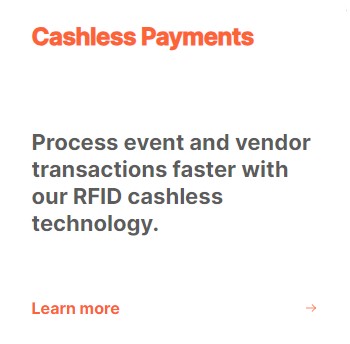 Cashless Payments
Process event and vendor
transactions faster with
our RFID cashless
technology.
Learn more